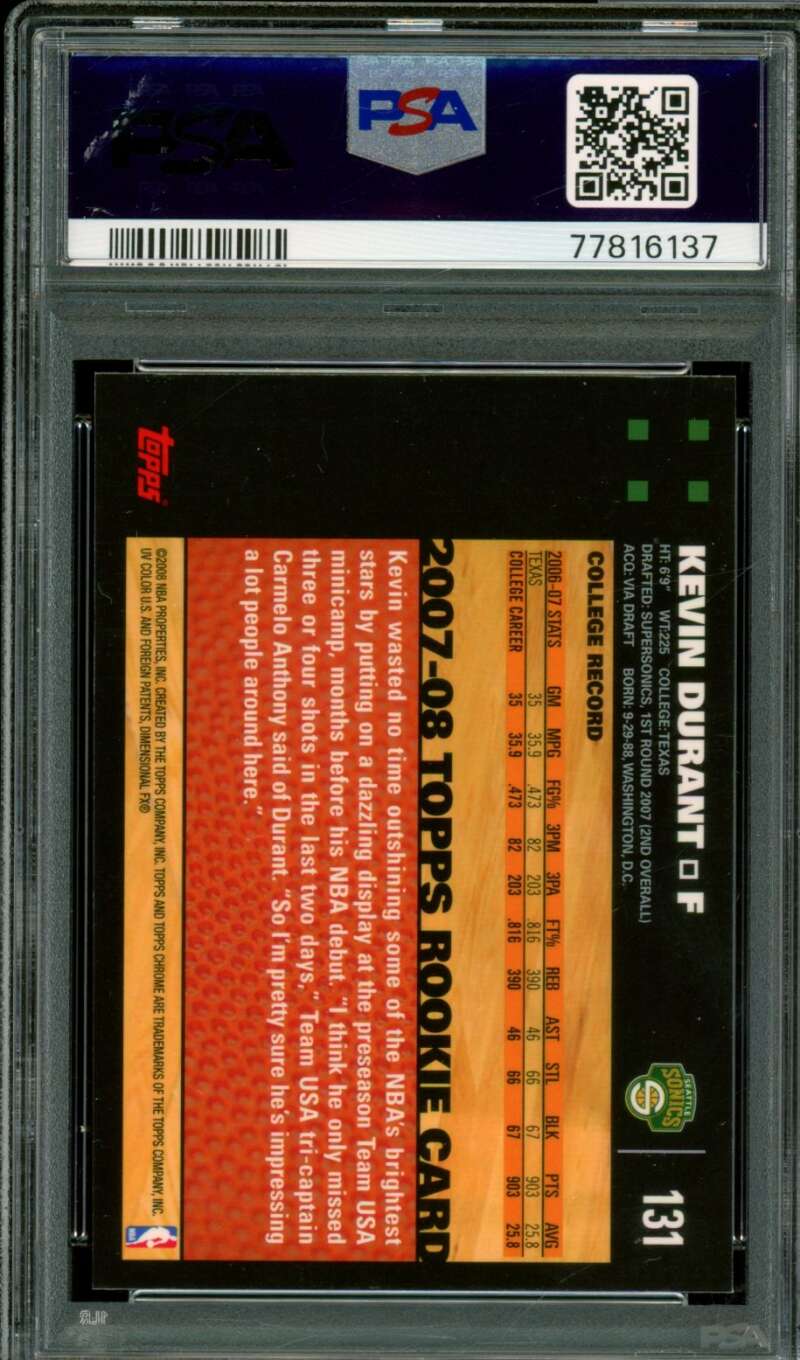 PSA
PSA
77816137
KEVIN DURANT □ F
HT: 6'9" WT: 225 COLLEGE: TEXAS
DRAFTED: SUPERSONICS, 1ST ROUND 2007 (2ND OVERALL)
ACQ: VIA DRAFT BORN: 9-29-88, WASHINGTON, D.C.
SEATTLE
SONICS
131
COLLEGE RECORD
2006-07 STATS GM MPG FG% 3PM 3PA FT% REB AST STL BLK PTS AVG
TEXAS 35 35.9 .473 82 203 .816 390 46 66 67 903 25.8
COLLEGE CAREER 35 35.9 .473 82 203 .816 390 46 66 67 903 25.8
2007-08 TOPPS ROOKIE CARD
Kevin wasted no time outshining some of the NBA's brightest
stars by putting on a dazzling display at the preseason Team USA
minicamp, months before his NBA debut. "I think he only missed
three or four shots in the last two days," Team USA tri-captain
Carmelo Anthony said of Durant. "So I'm pretty sure he's impressing
a lot people around here."
©2008 NBA PROPERTIES, INC. CREATED BY THE TOPPS COMPANY, INC. TOPPS AND TOPPS CHROME ARE TRADEMARKS OF THE TOPPS COMPANY, INC.
UV COLOR U.S. AND FOREIGN PATENTS, DIMENSIONAL FX®
topps
PSA